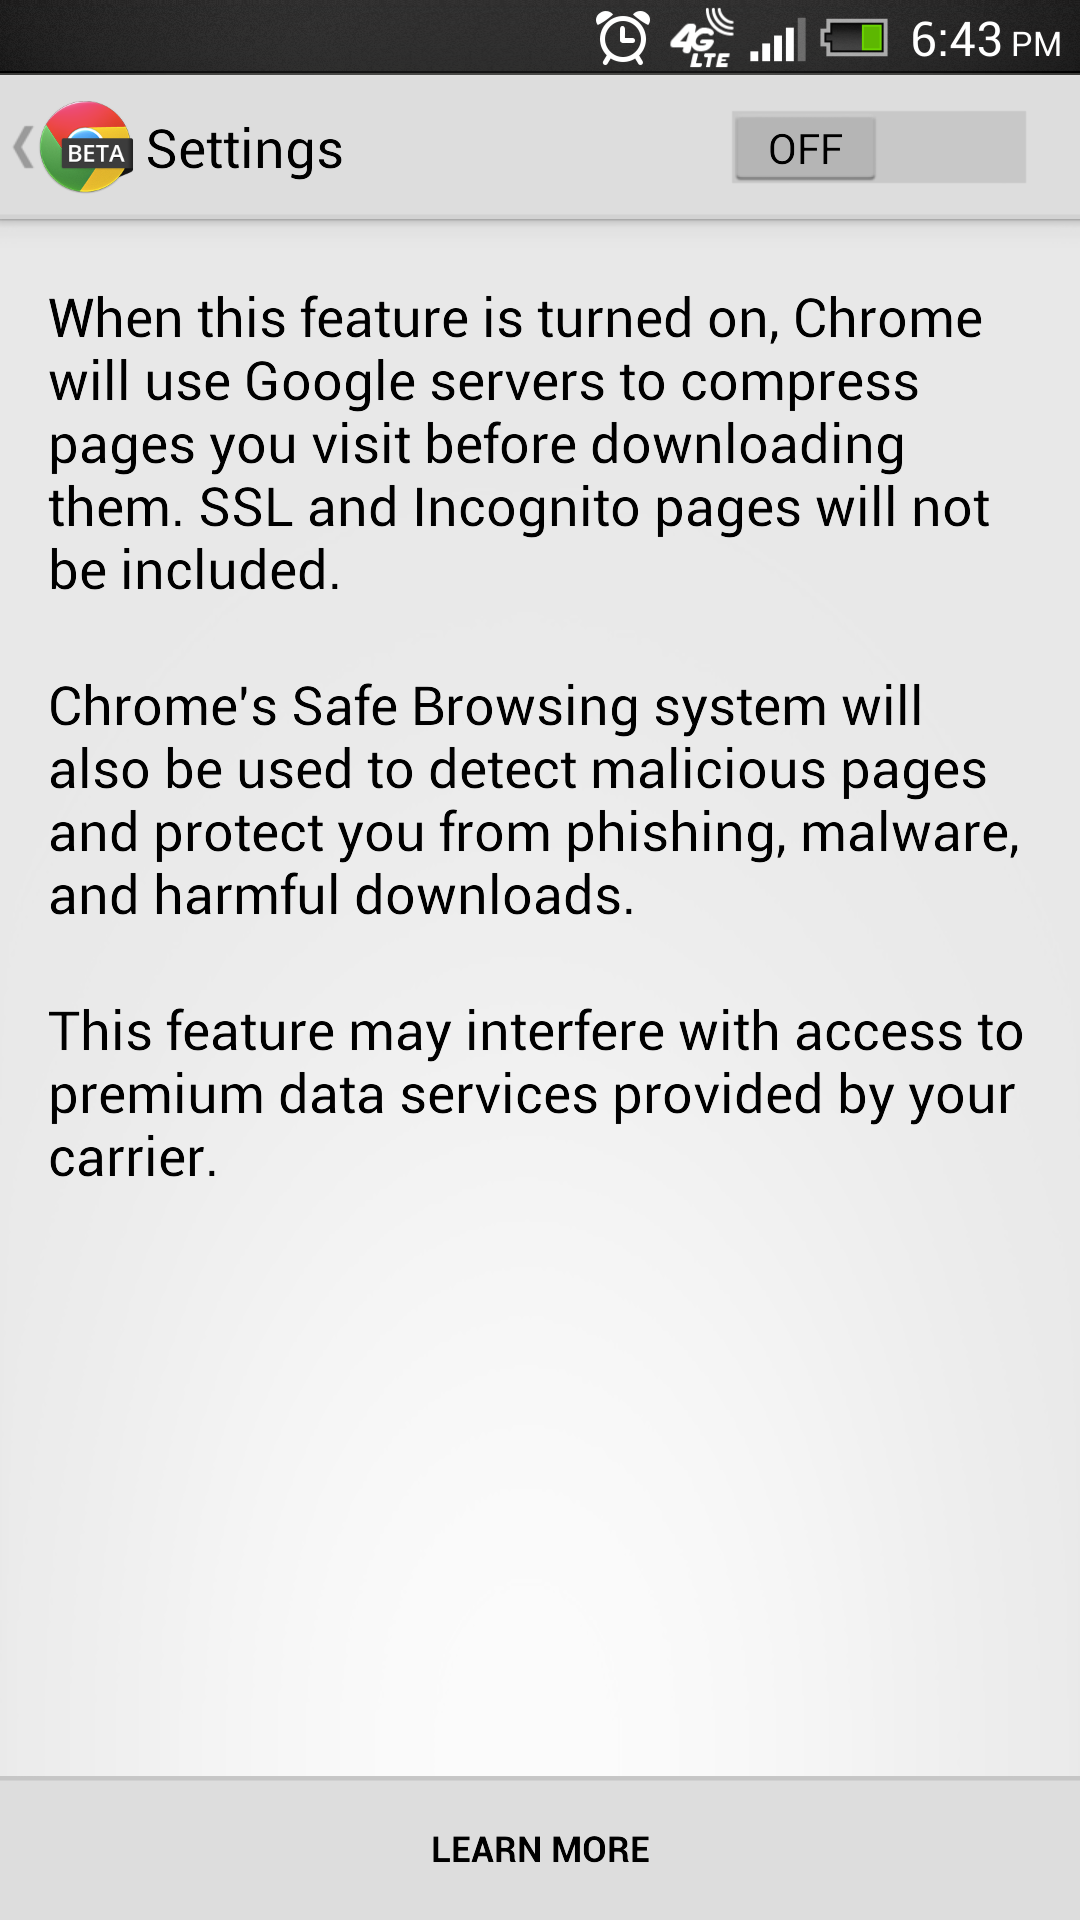 4G LTE 6:43 PM
BETA Settings OFF
When this feature is turned on, Chrome
will use Google servers to compress
pages you visit before downloading
them. SSL and Incognito pages will not
be included.
Chrome's Safe Browsing system will
also be used to detect malicious pages
and protect you from phishing, malware,
and harmful downloads.
This feature may interfere with access to
premium data services provided by your
carrier.
LEARN MORE